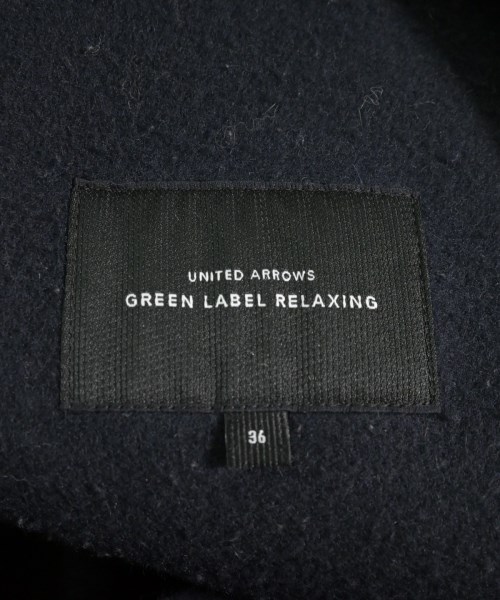 UNITED ARROWS
GREEN LABEL RELAXING
36